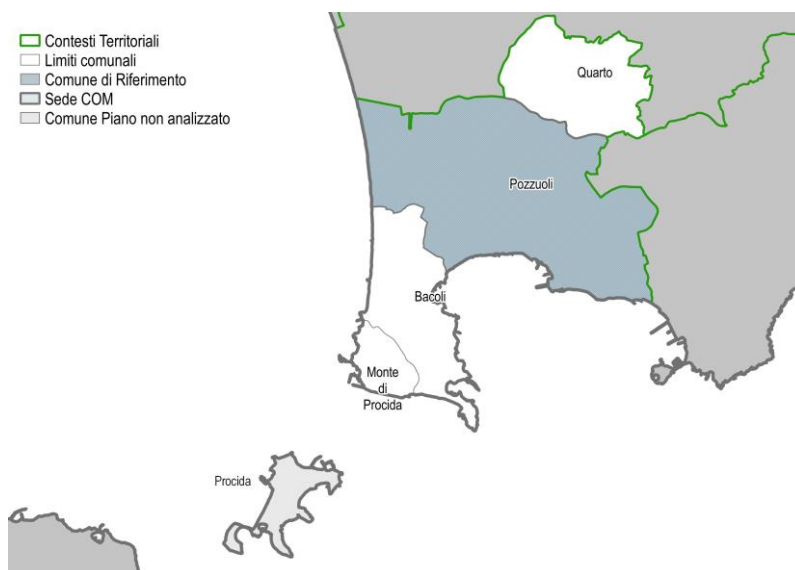 Contesti Territoriali
Limiti comunali
Comune di Riferimento
Sede COM
Comune Piano non analizzato
Quarto
Pozzuoli
Bacoli
Monte
di
Procida
Procida